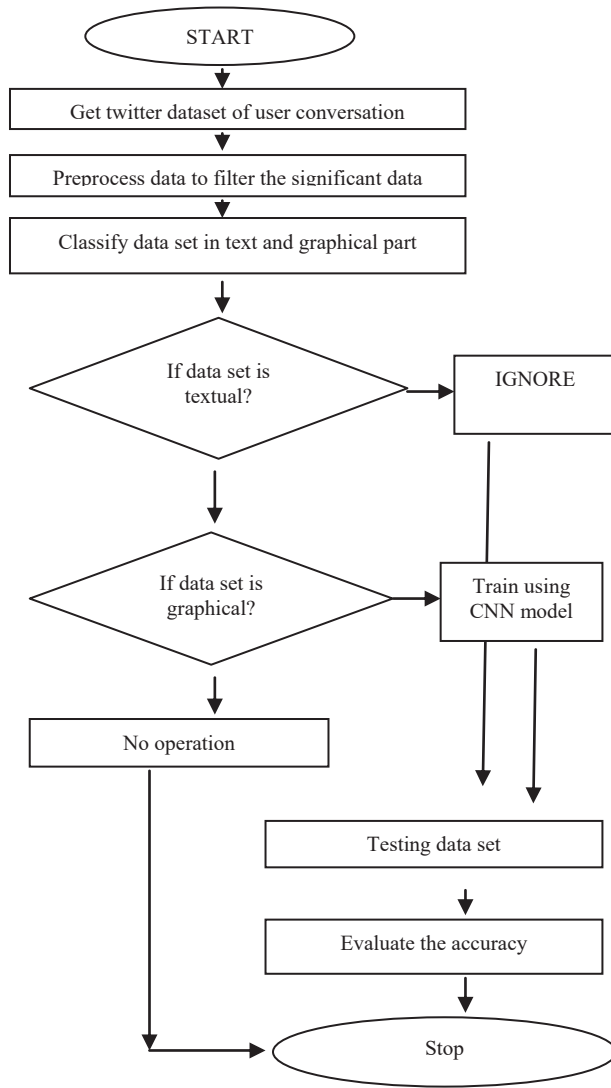 START
Get twitter dataset of user conversation
Preprocess data to filter the significant data
Classify data set in text and graphical part
If data set is
textual?
IGNORE
If data set is
graphical?
Train using
CNN model
No operation
Testing data set
Evaluate the accuracy
Stop